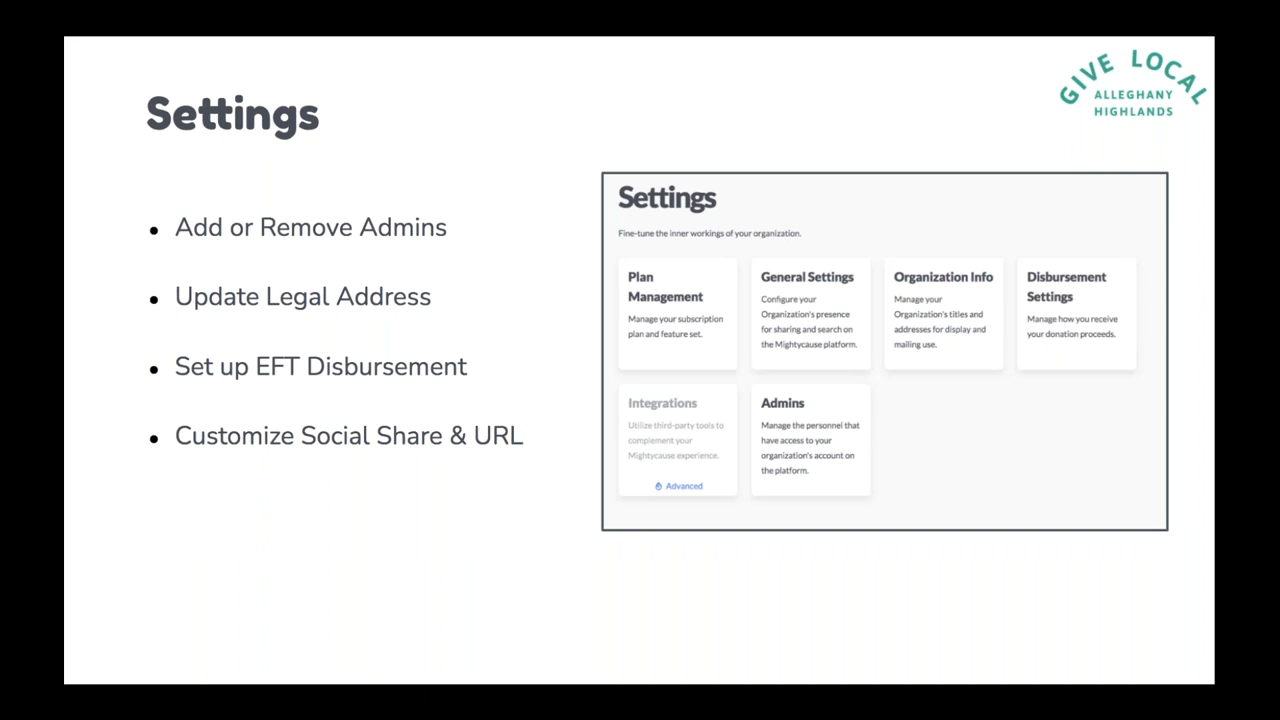 GIVE LOCAL
ALLEGHANY
HIGHLANDS
Settings
• Add or Remove Admins
• Update Legal Address
• Set up EFT Disbursement
• Customize Social Share & URL
Settings
Fine-tune the inner workings of your organization.
Plan
Management
Manage your subscription
plan and feature set.
General Settings
Configure your
Organization's presence
for sharing and search on
the Mightycause platform.
Organization Info
Manage your
Organization's titles and
addresses for display and
mailing use.
Disbursement
Settings
Manage how you receive
your donation proceeds.
Integrations
Utilize third-party tools to
complement your
Mightycause experience.
Advanced
Admins
Manage the personnel that
have access to your
organization's account on
the platform.